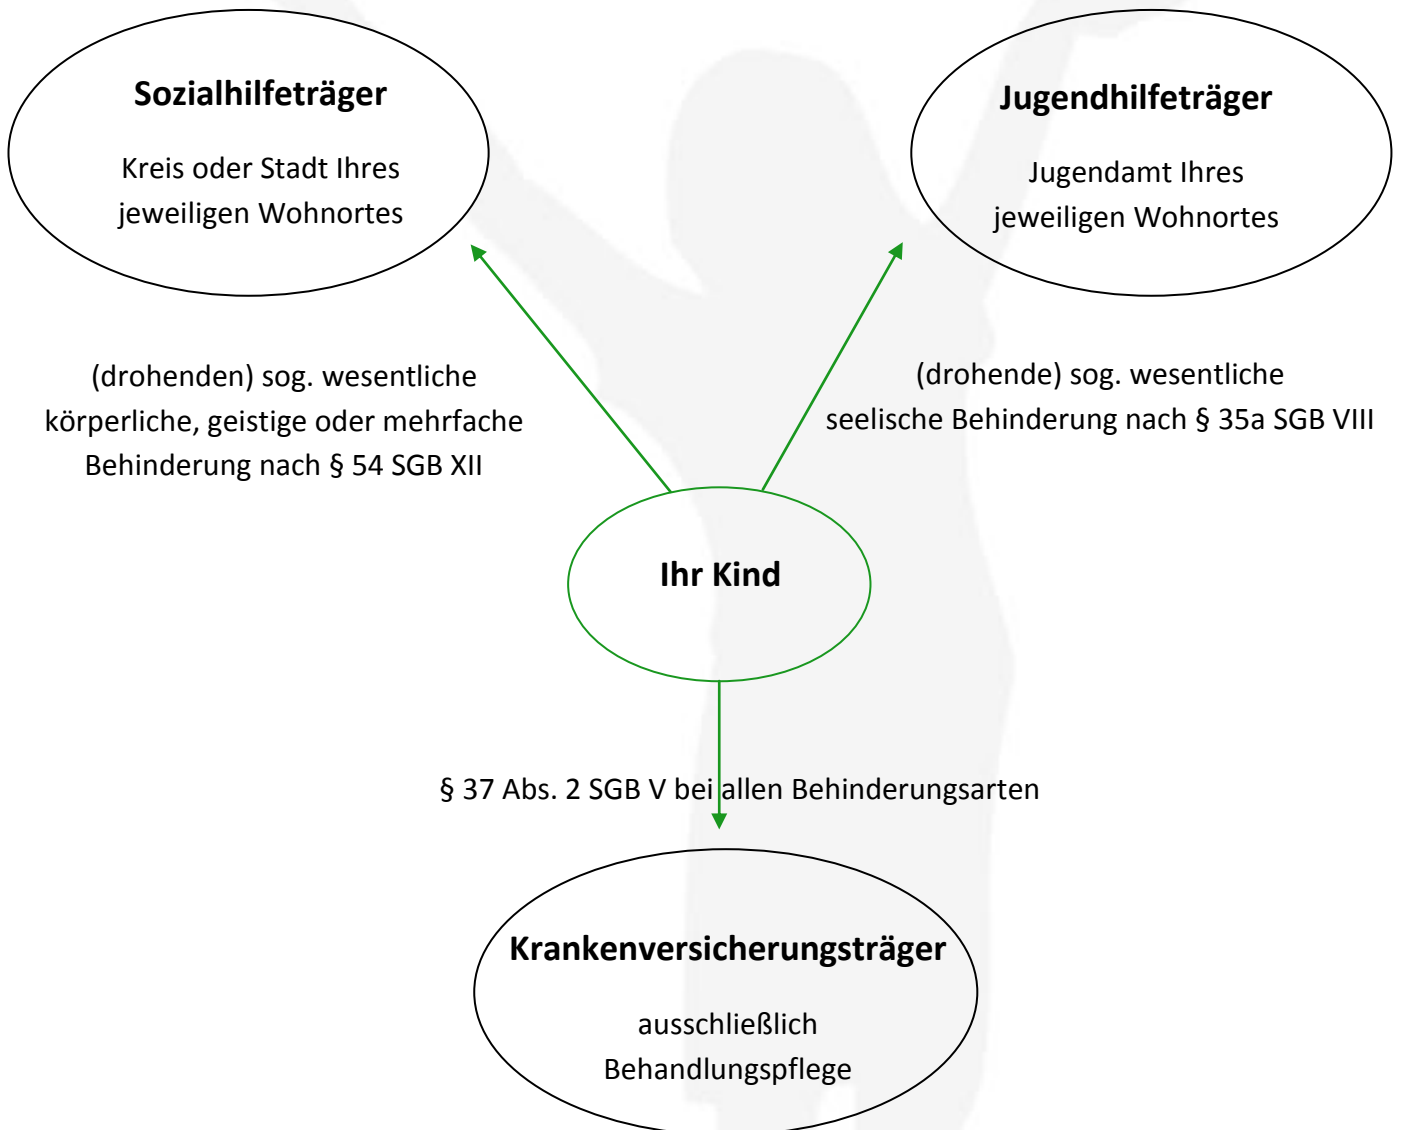 Sozialhilfeträger
Kreis oder Stadt Ihres
jeweiligen Wohnortes
Jugendhilfeträger
Jugendamt Ihres
jeweiligen Wohnortes
(drohenden) sog. wesentliche
körperliche, geistige oder mehrfache
Behinderung nach § 54 SGB XII
(drohende) sog. wesentliche
seelische Behinderung nach § 35a SGB VIII
Ihr Kind
§ 37 Abs. 2 SGB V bei allen Behinderungsarten
Krankenversicherungsträger
ausschließlich
Behandlungspflege